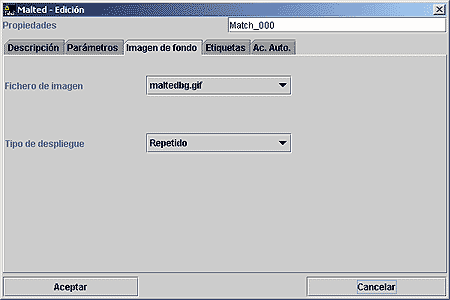 Malted - Edición
Propiedades Match_000
Descripción Parámetros Imagen de fondo Etiquetas Ac. Auto.
Fichero de imagen maltedbg.gif
Tipo de despliegue Repetido
Aceptar Cancelar